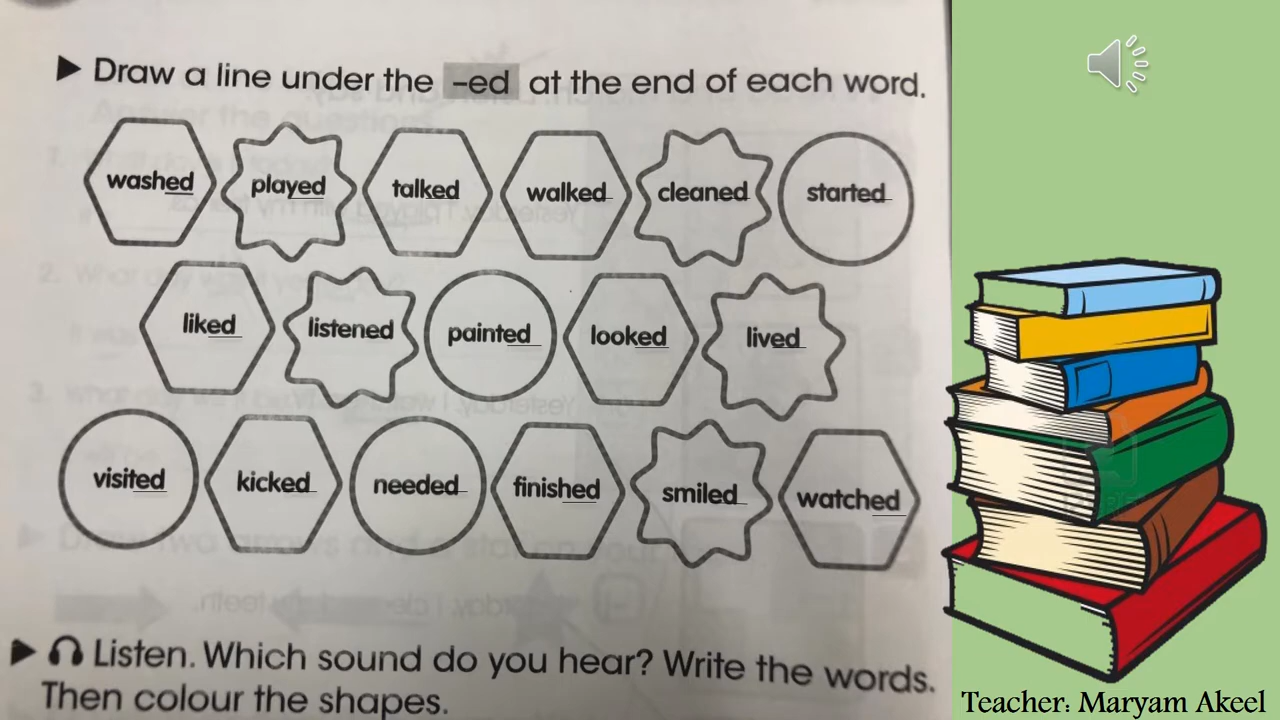 Draw a line under the -ed at the end of each word.
washed played talked walked cleaned started
liked listened painted looked lived
visited kicked needed finished smiled watched
Listen. Which sound do you hear? Write the words.
Then colour the shapes.
Teacher: Maryam Akeel